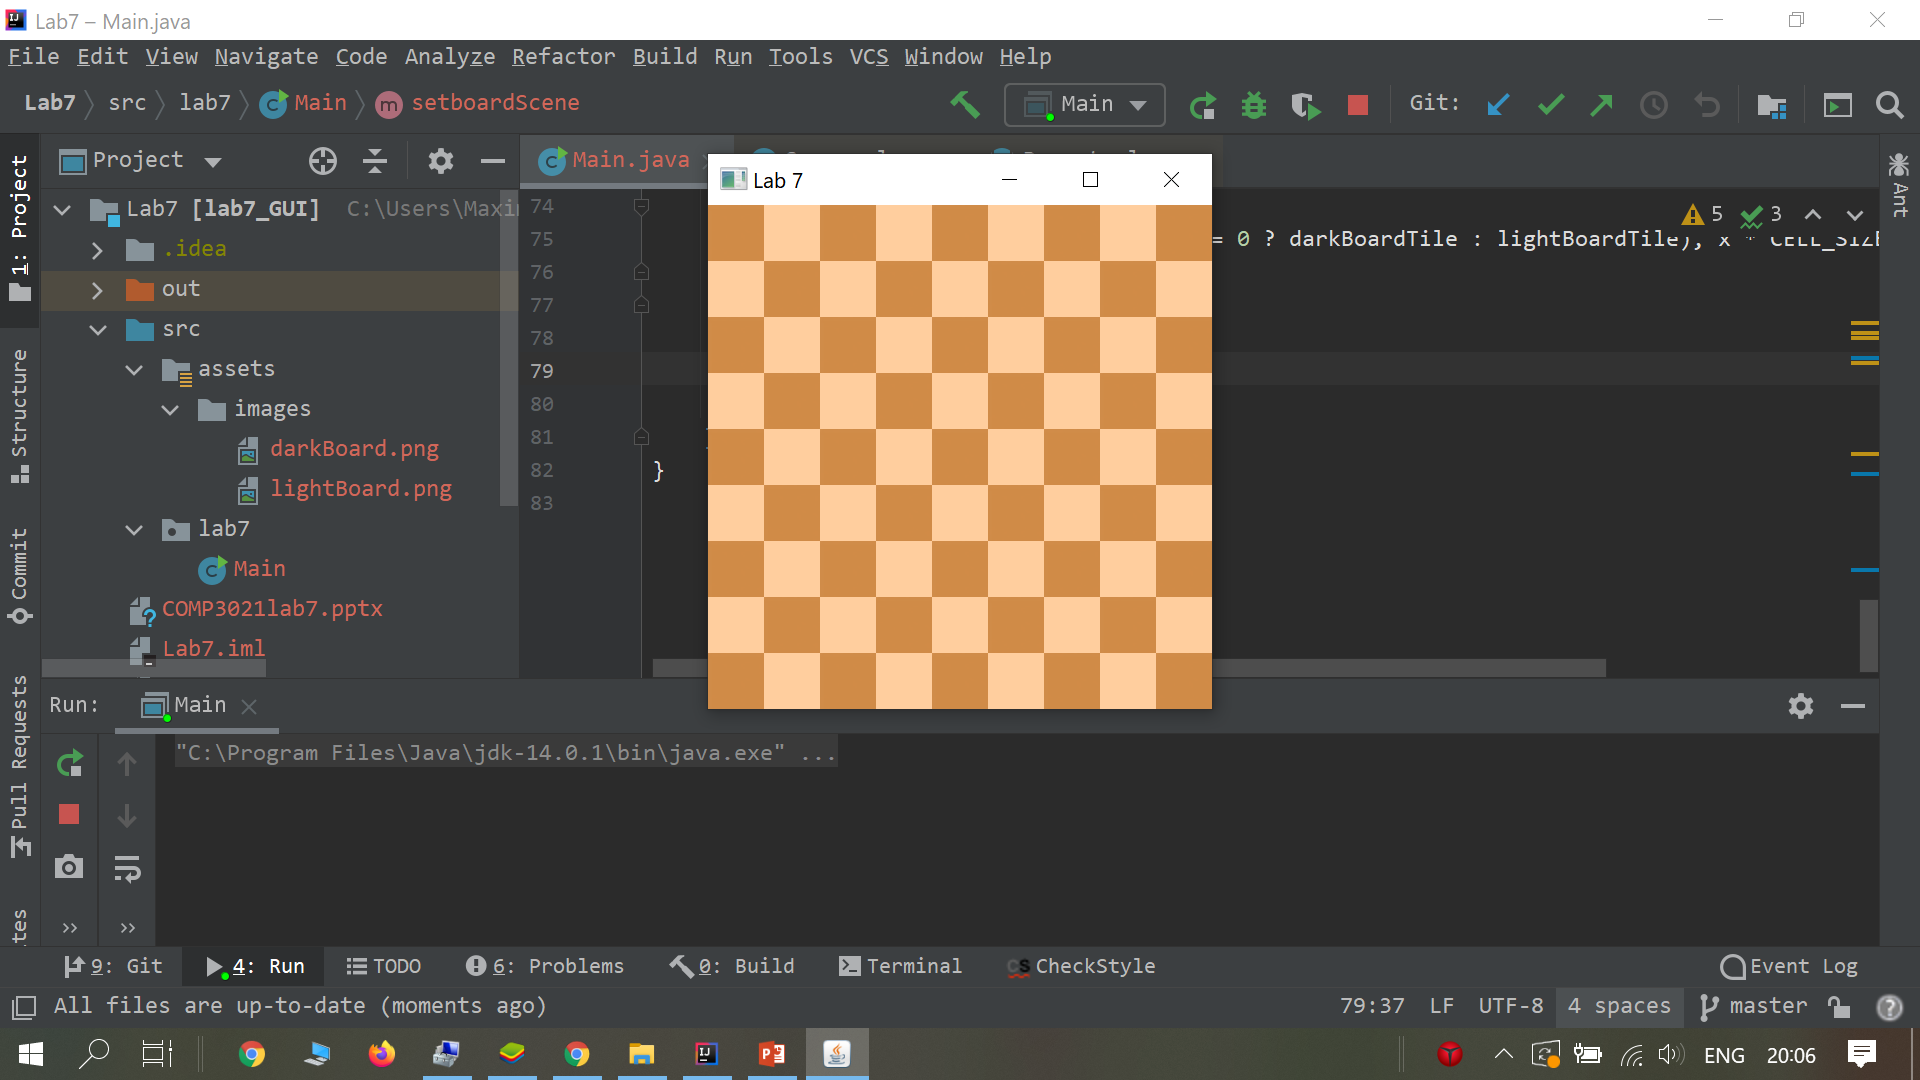 Lab7 – Main.java
File Edit View Navigate Code Analyze Refactor Build Run Tools VCS Window Help
Lab7 src lab7 Main setboardScene Main Git:
1: Project
Structure
Commit
Pull Requests
Ant
Project
Lab7 [lab7_GUI] C:\Users\Maxi
.idea
out
src
assets
images
darkBoard.png
lightBoard.png
lab7
Main
COMP3021lab7.pptx
Lab7.iml
Main.java
Lab 7
5 3
74
75 = 0 ? darkBoardTile : lightBoardTile), x * CELL_SIZE
76
77
78
79
80
81
82 }
83
Run: Main
"C:\Program Files\Java\jdk-14.0.1\bin\java.exe" ...
9: Git 4: Run TODO 6: Problems 0: Build Terminal CheckStyle Event Log
All files are up-to-date (moments ago) 79:37 LF UTF-8 4 spaces master
ENG 20:06